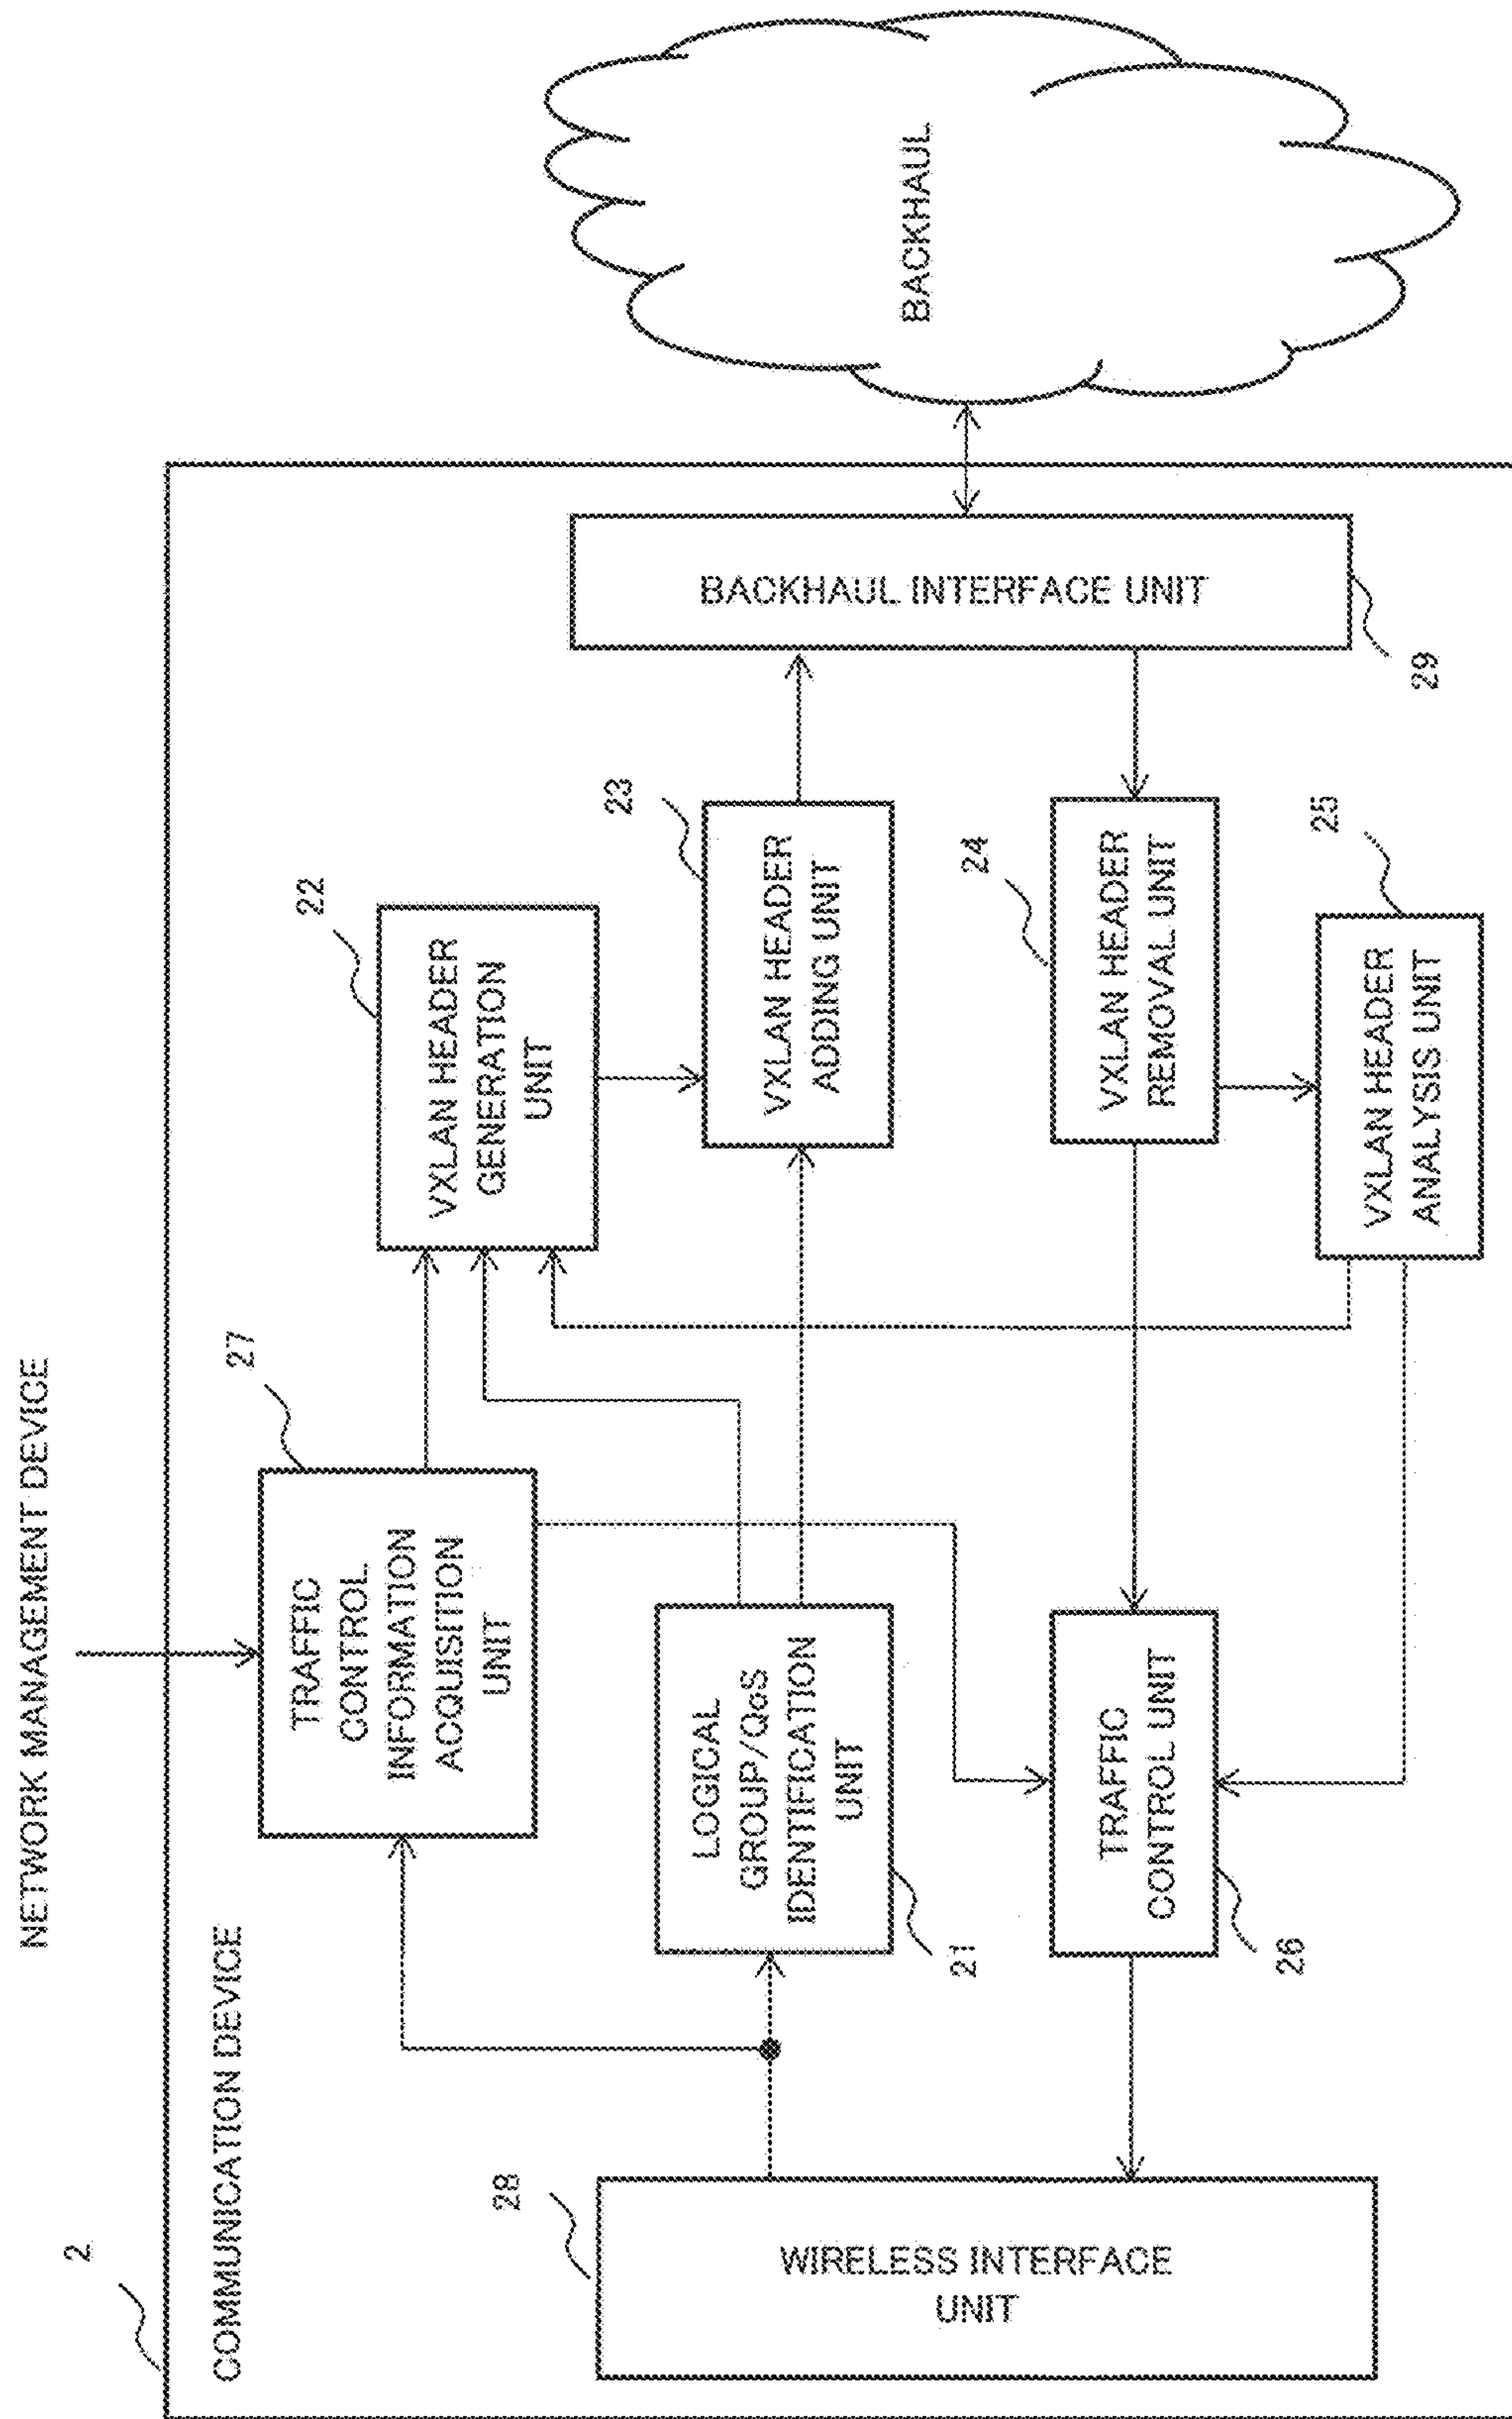 NETWORK MANAGEMENT DEVICE
2
COMMUNICATION DEVICE
27
TRAFFIC
CONTROL
INFORMATION
ACQUISITION
UNIT
22
VXLAN HEADER
GENERATION
UNIT
28
WIRELESS INTERFACE
UNIT
LOGICAL
GROUP/QoS
IDENTIFICATION
UNIT
21
23
VXLAN HEADER
ADDING UNIT
BACKHAUL INTERFACE UNIT
29
BACKHAUL
TRAFFIC
CONTROL UNIT
26
24
VXLAN HEADER
REMOVAL UNIT
25
VXLAN HEADER
ANALYSIS UNIT